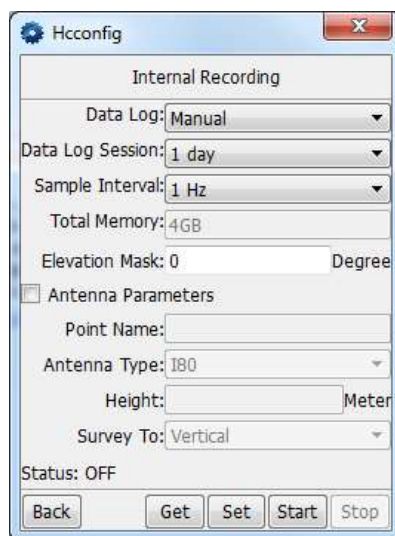 Hcconfig
Internal Recording
Data Log: Manual
Data Log Session: 1 day
Sample Interval: 1 Hz
Total Memory: 4GB
Elevation Mask: 0 Degree
Antenna Parameters
Point Name:
Antenna Type: I80
Height: Meter
Survey To: Vertical
Status: OFF
Back Get Set Start Stop